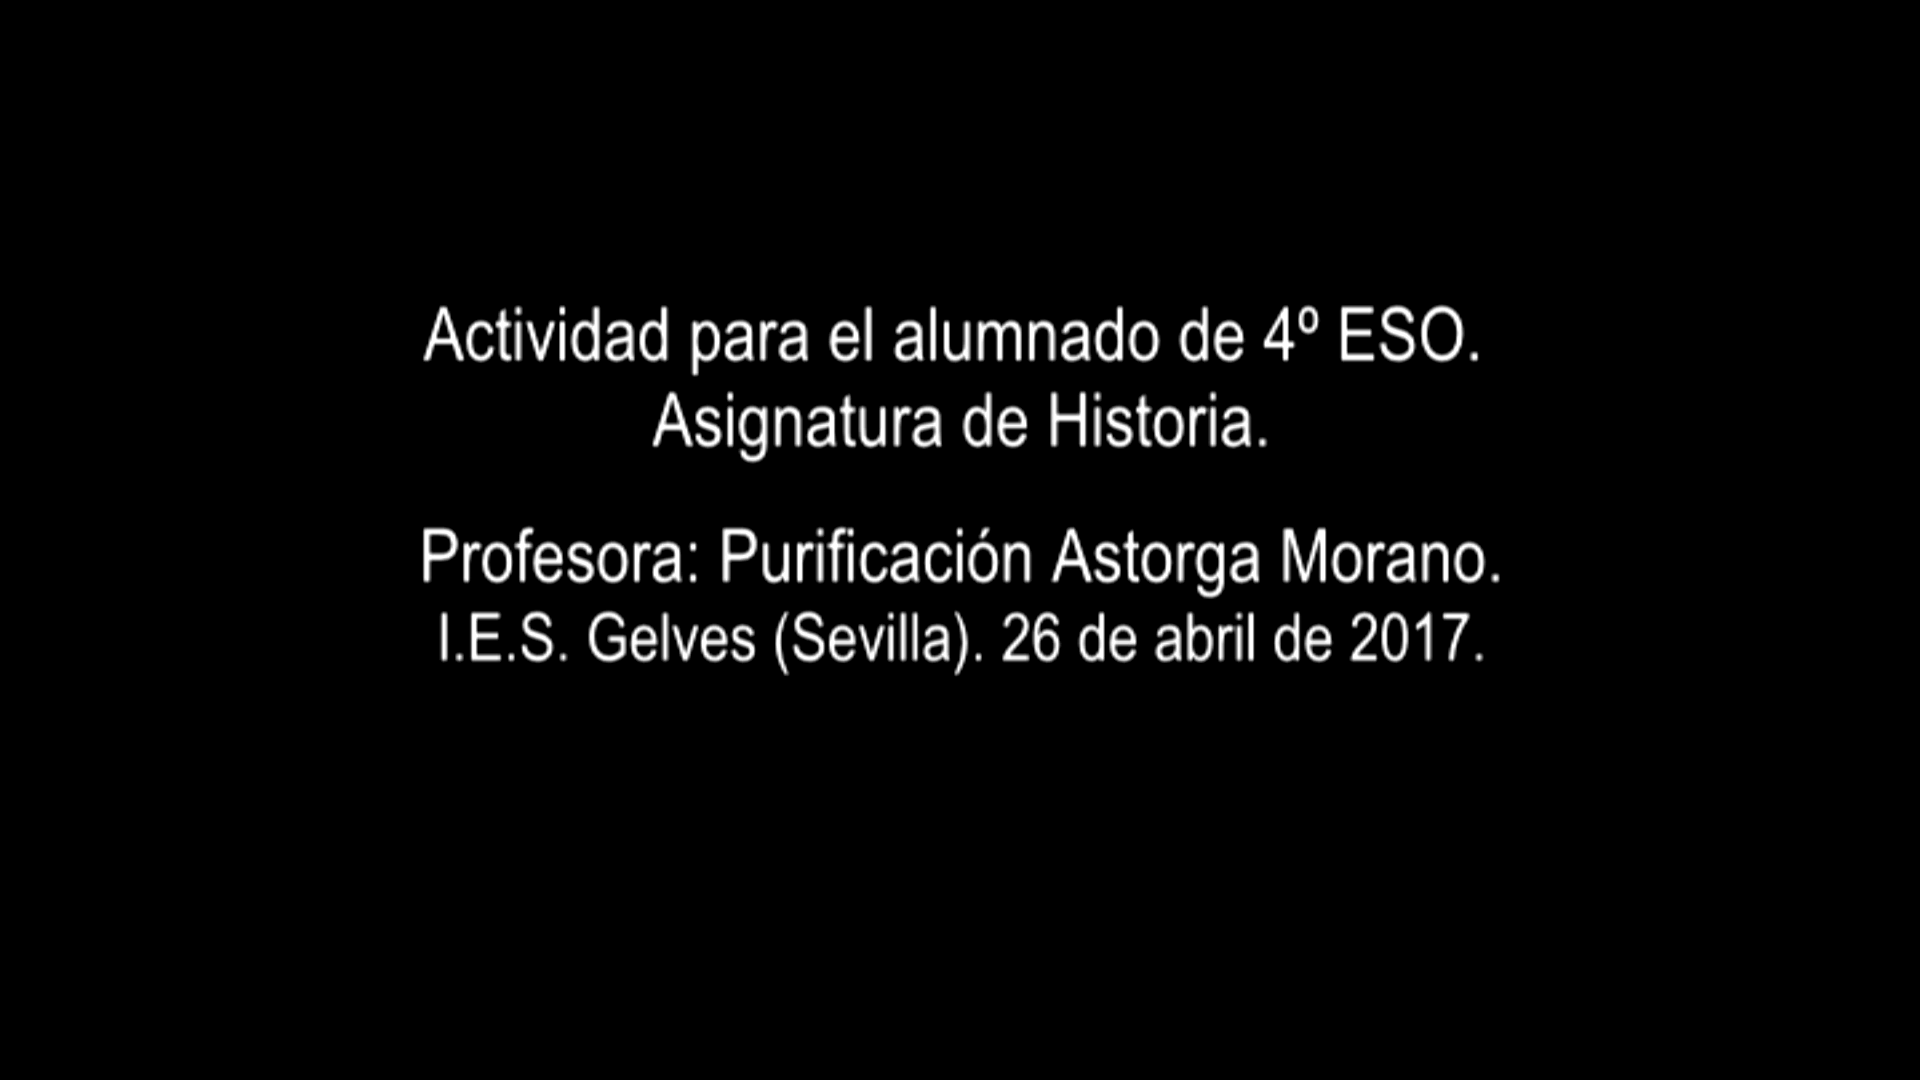 Actividad para el alumnado de 4º ESO.
Asignatura de Historia.
Profesora: Purificación Astorga Morano.
I.E.S. Gelves (Sevilla). 26 de abril de 2017.